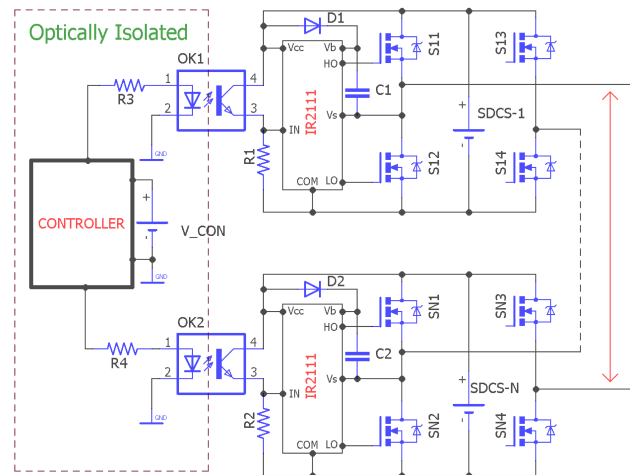 Optically Isolated
OK1
1
2
4
3
R3
GND
CONTROLLER
+
-
V_CON
GND
R4
OK2
1
2
4
3
GND
D1
Vcc
Vb
HO
IR2111
C1
Vs
IN
R1
COM
LO
S11
S12
+
-
SDCS-1
S13
S14
D2
Vcc
Vb
HO
IR2111
C2
Vs
IN
R2
COM
LO
SN1
SN2
+
-
SDCS-N
SN3
SN4